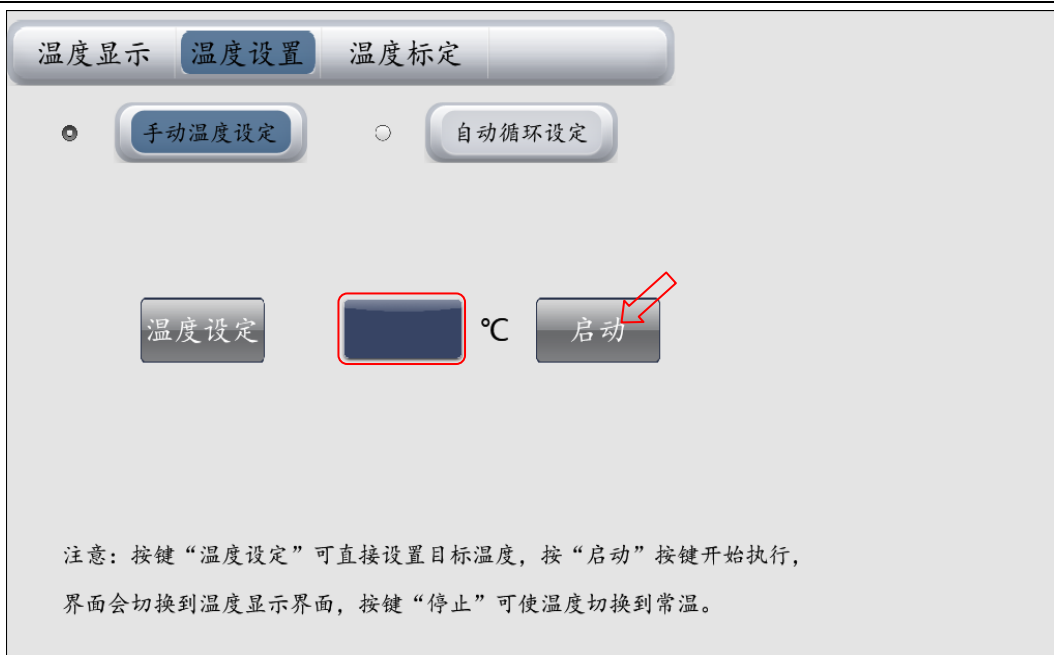 温度显示 温度设置 温度标定
手动温度设定 自动循环设定
温度设定 ℃ 启动
注意：按键“温度设定”可直接设置目标温度，按“启动”按键开始执行，
界面会切换到温度显示界面，按键“停止”可使温度切换到常温。